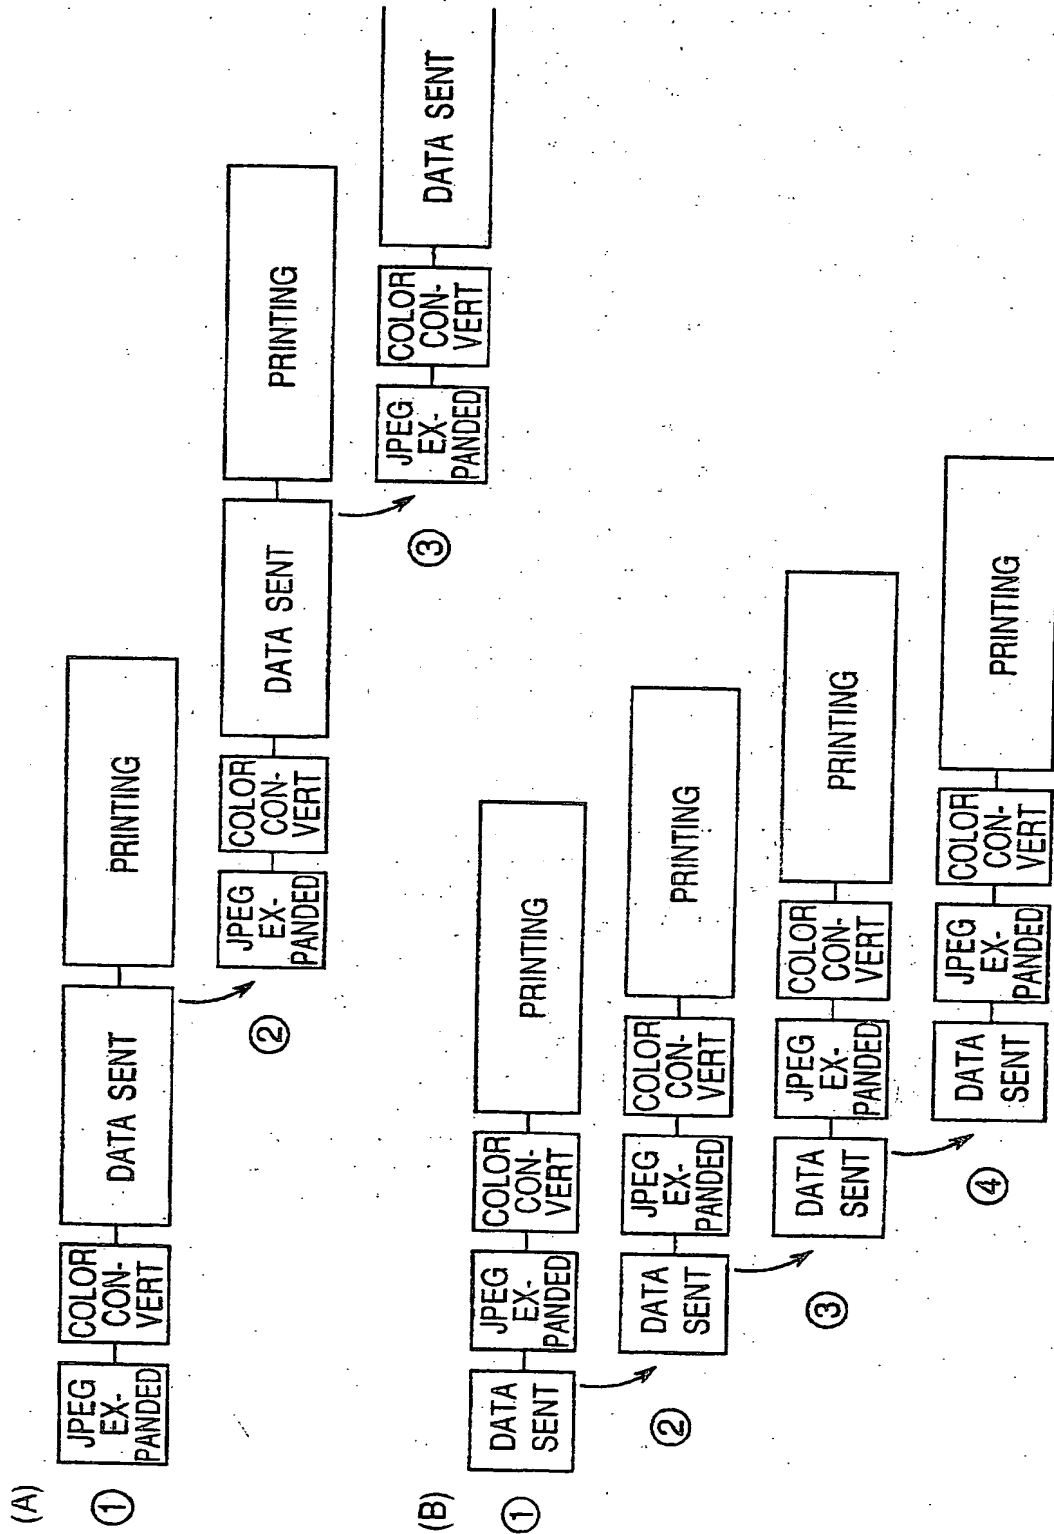 (A)
①
JPEG
EX-
PANDED
COLOR
CON-
VERT
DATA SENT
PRINTING
②
JPEG
EX-
PANDED
COLOR
CON-
VERT
DATA SENT
PRINTING
③
JPEG
EX-
PANDED
COLOR
CON-
VERT
DATA SENT
(B)
①
DATA
SENT
JPEG
EX-
PANDED
COLOR
CON-
VERT
PRINTING
②
DATA
SENT
JPEG
EX-
PANDED
COLOR
CON-
VERT
PRINTING
③
DATA
SENT
JPEG
EX-
PANDED
COLOR
CON-
VERT
PRINTING
④
DATA
SENT
JPEG
EX-
PANDED
COLOR
CON-
VERT
PRINTING